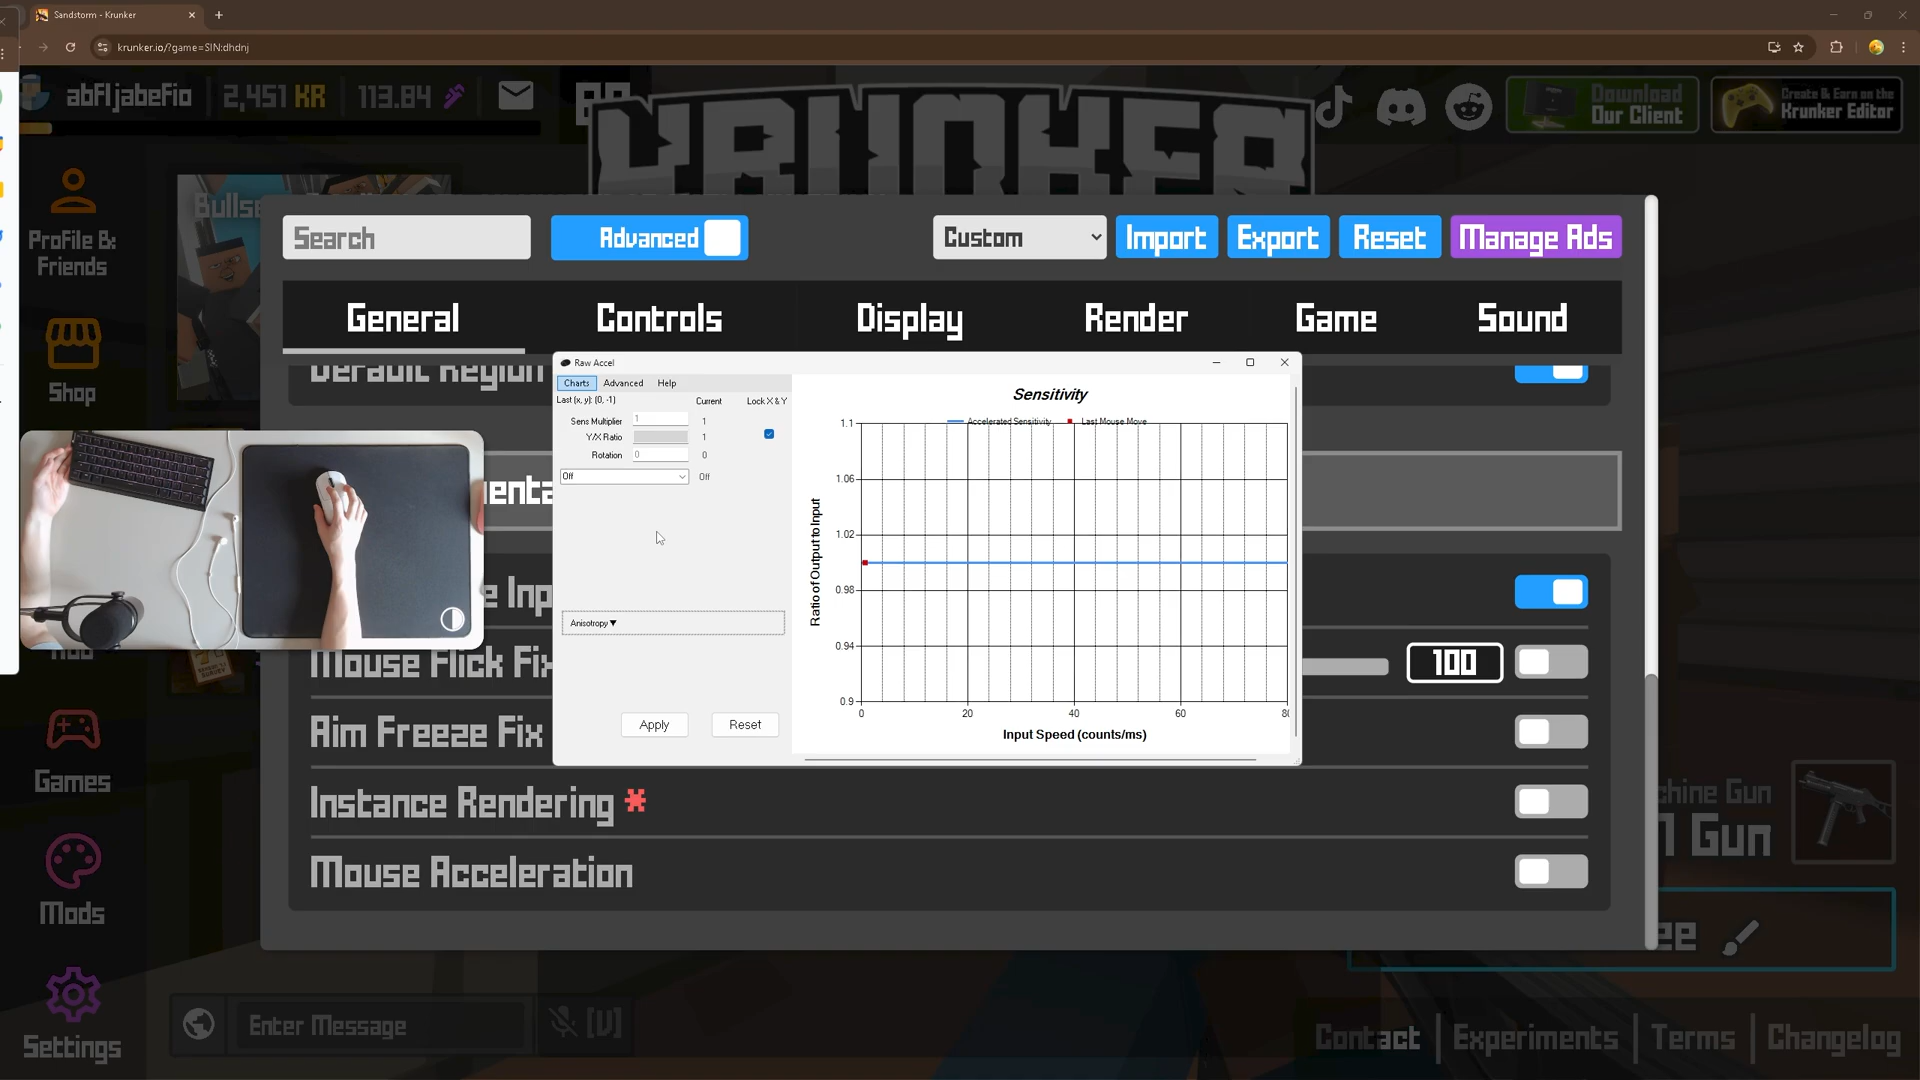 Sandstorm - Krunker
krunker.io/?game=SIN:dhdnj
abfljabefio
2,451 KR
113.84
KRUNKER
Download
Our Client
Create & Earn on the
Krunker Editor
Profile &
Friends
Shop
Games
Mods
Settings
Search
Advanced
Custom
Import
Export
Reset
Manage Ads
General
Controls
Display
Render
Game
Sound
Default Region
Mouse Flick Fix
100
Aim Freeze Fix
Instance Rendering *
Mouse Acceleration
Raw Accel
Charts
Advanced
Help
Last (x, y): (0, -1)
Current
Lock X & Y
Sens Multiplier
1
1
Y/X Ratio
1
Rotation
0
0
Off
Off
Anisotropy ▼
Apply
Reset
Sensitivity
Accelerated Sensitivity
Last Mouse Move
Ratio of Output to Input
1.1
1.06
1.02
0.98
0.94
0.9
0
20
40
60
Input Speed (counts/ms)
Gun
Enter Message
[V]
Contact
Experiments
Terms
Changelog